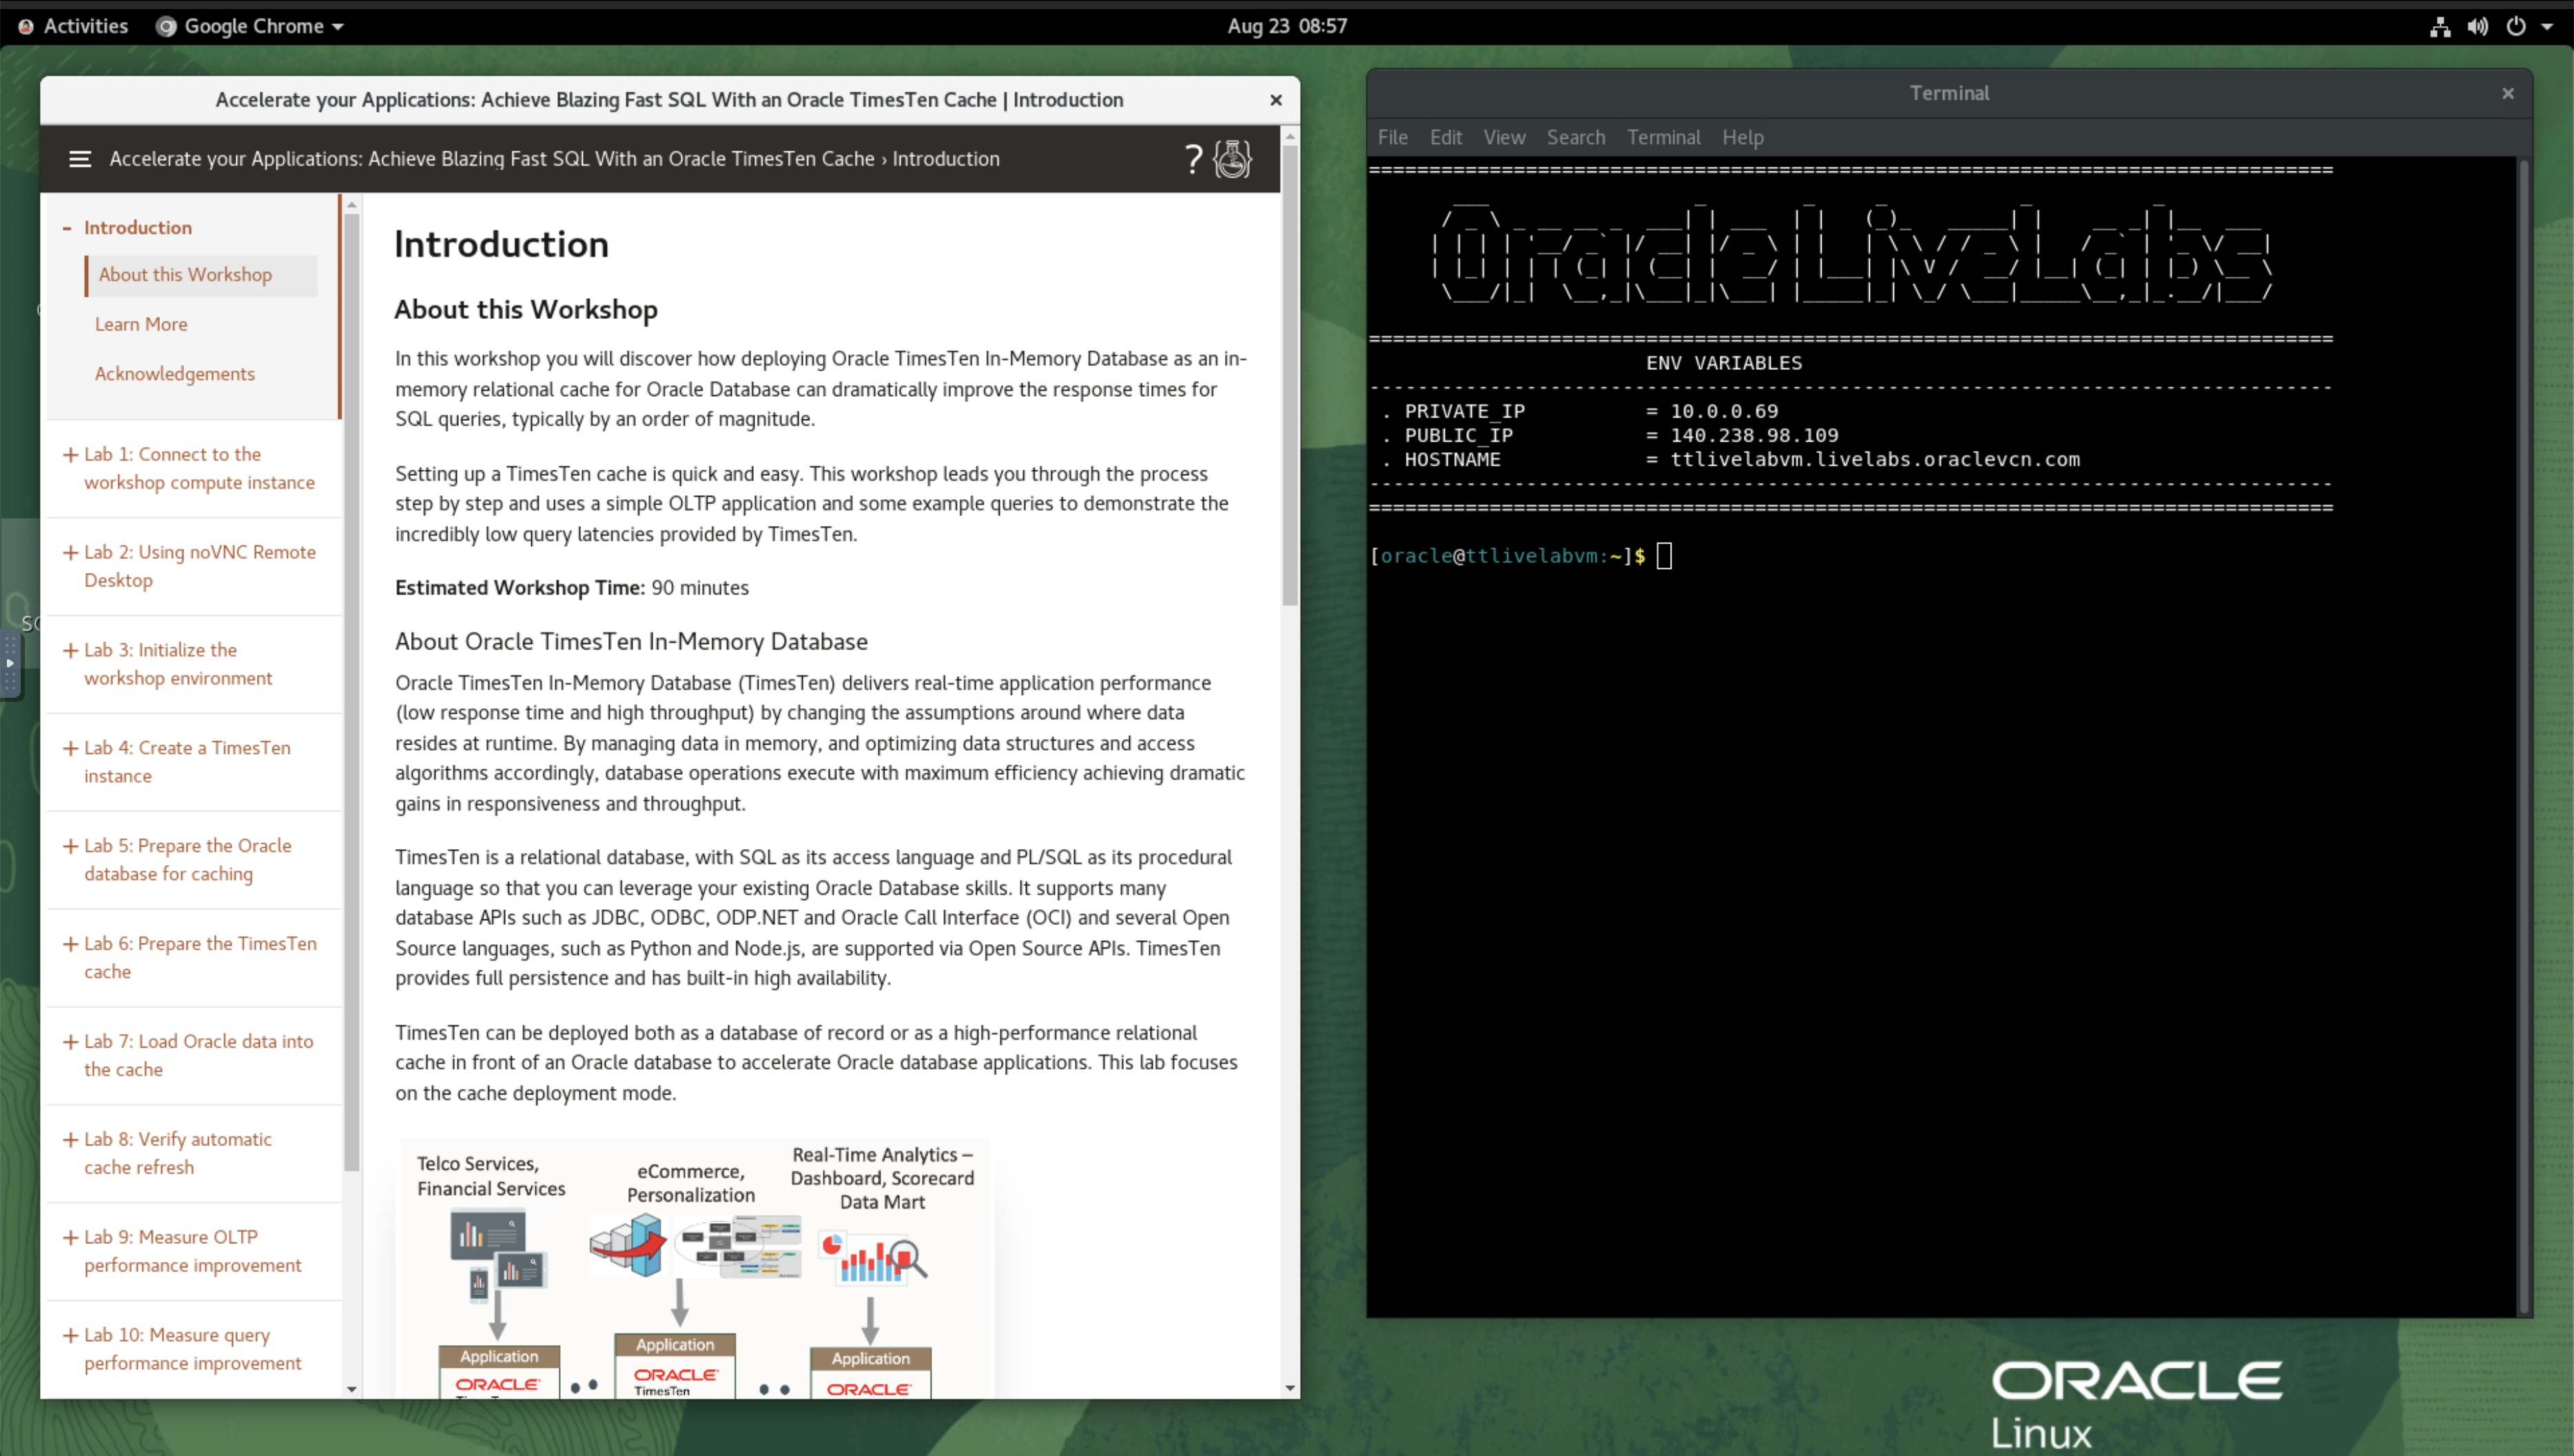 Activities
Google Chrome
Aug 23 08:57
Accelerate your Applications: Achieve Blazing Fast SQL With an Oracle TimesTen Cache | Introduction
Accelerate your Applications: Achieve Blazing Fast SQL With an Oracle TimesTen Cache › Introduction
?
- Introduction
About this Workshop
Learn More
Acknowledgements
+ Lab 1: Connect to the
workshop compute instance
+ Lab 2: Using noVNC Remote
Desktop
+ Lab 3: Initialize the
workshop environment
+ Lab 4: Create a TimesTen
instance
+ Lab 5: Prepare the Oracle
database for caching
+ Lab 6: Prepare the TimesTen
cache
+ Lab 7: Load Oracle data into
the cache
+ Lab 8: Verify automatic
cache refresh
+ Lab 9: Measure OLTP
performance improvement
+ Lab 10: Measure query
performance improvement
Introduction
About this Workshop
In this workshop you will discover how deploying Oracle TimesTen In-Memory Database as an in-
memory relational cache for Oracle Database can dramatically improve the response times for
SQL queries, typically by an order of magnitude.
Setting up a TimesTen cache is quick and easy. This workshop leads you through the process
step by step and uses a simple OLTP application and some example queries to demonstrate the
incredibly low query latencies provided by TimesTen.
Estimated Workshop Time: 90 minutes
About Oracle TimesTen In-Memory Database
Oracle TimesTen In-Memory Database (TimesTen) delivers real-time application performance
(low response time and high throughput) by changing the assumptions around where data
resides at runtime. By managing data in memory, and optimizing data structures and access
algorithms accordingly, database operations execute with maximum efficiency achieving dramatic
gains in responsiveness and throughput.
TimesTen is a relational database, with SQL as its access language and PL/SQL as its procedural
language so that you can leverage your existing Oracle Database skills. It supports many
database APIs such as JDBC, ODBC, ODP.NET and Oracle Call Interface (OCI) and several Open
Source languages, such as Python and Node.js, are supported via Open Source APIs. TimesTen
provides full persistence and has built-in high availability.
TimesTen can be deployed both as a database of record or as a high-performance relational
cache in front of an Oracle database to accelerate Oracle database applications. This lab focuses
on the cache deployment mode.
Telco Services,
Financial Services
eCommerce,
Personalization
Real-Time Analytics –
Dashboard, Scorecard
Data Mart
Application
ORACLE
Application
ORACLE
TimesTen
Application
ORACLE
Terminal
File Edit View Search Terminal Help
Oracle LiveLabs
ENV VARIABLES
. PRIVATE_IP = 10.0.0.69
. PUBLIC_IP = 140.238.98.109
. HOSTNAME = ttlivelabvm.livelabs.oraclevcn.com
[oracle@ttlivelabvm:~]$
ORACLE
Linux